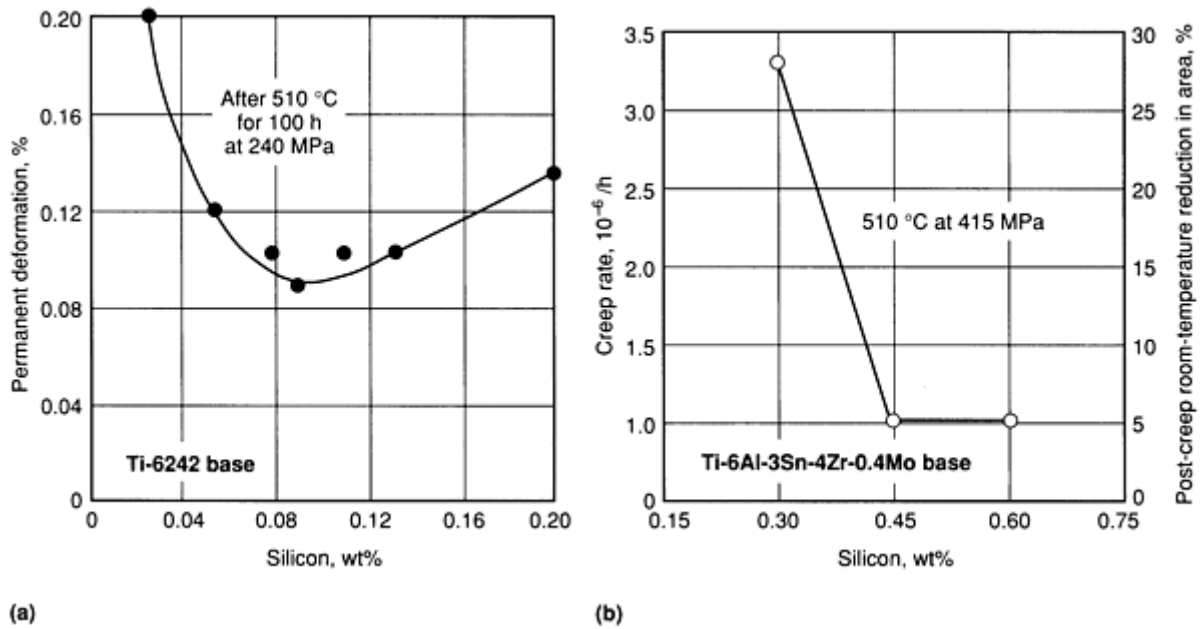 0.20
0.16
0.12
0.08
0.04
0
Permanent deformation, %
After 510 °C
for 100 h
at 240 MPa
Ti-6242 base
0 0.04 0.08 0.12 0.16 0.20
Silicon, wt%
(a)
3.5
3.0
2.5
2.0
1.5
1.0
0
Creep rate, 10⁻⁶/h
510 °C at 415 MPa
Ti-6Al-3Sn-4Zr-0.4Mo base
0.15 0.30 0.45 0.60 0.75
Silicon, wt%
30
25
20
15
10
5
0
Post-creep room-temperature reduction in area, %
(b)